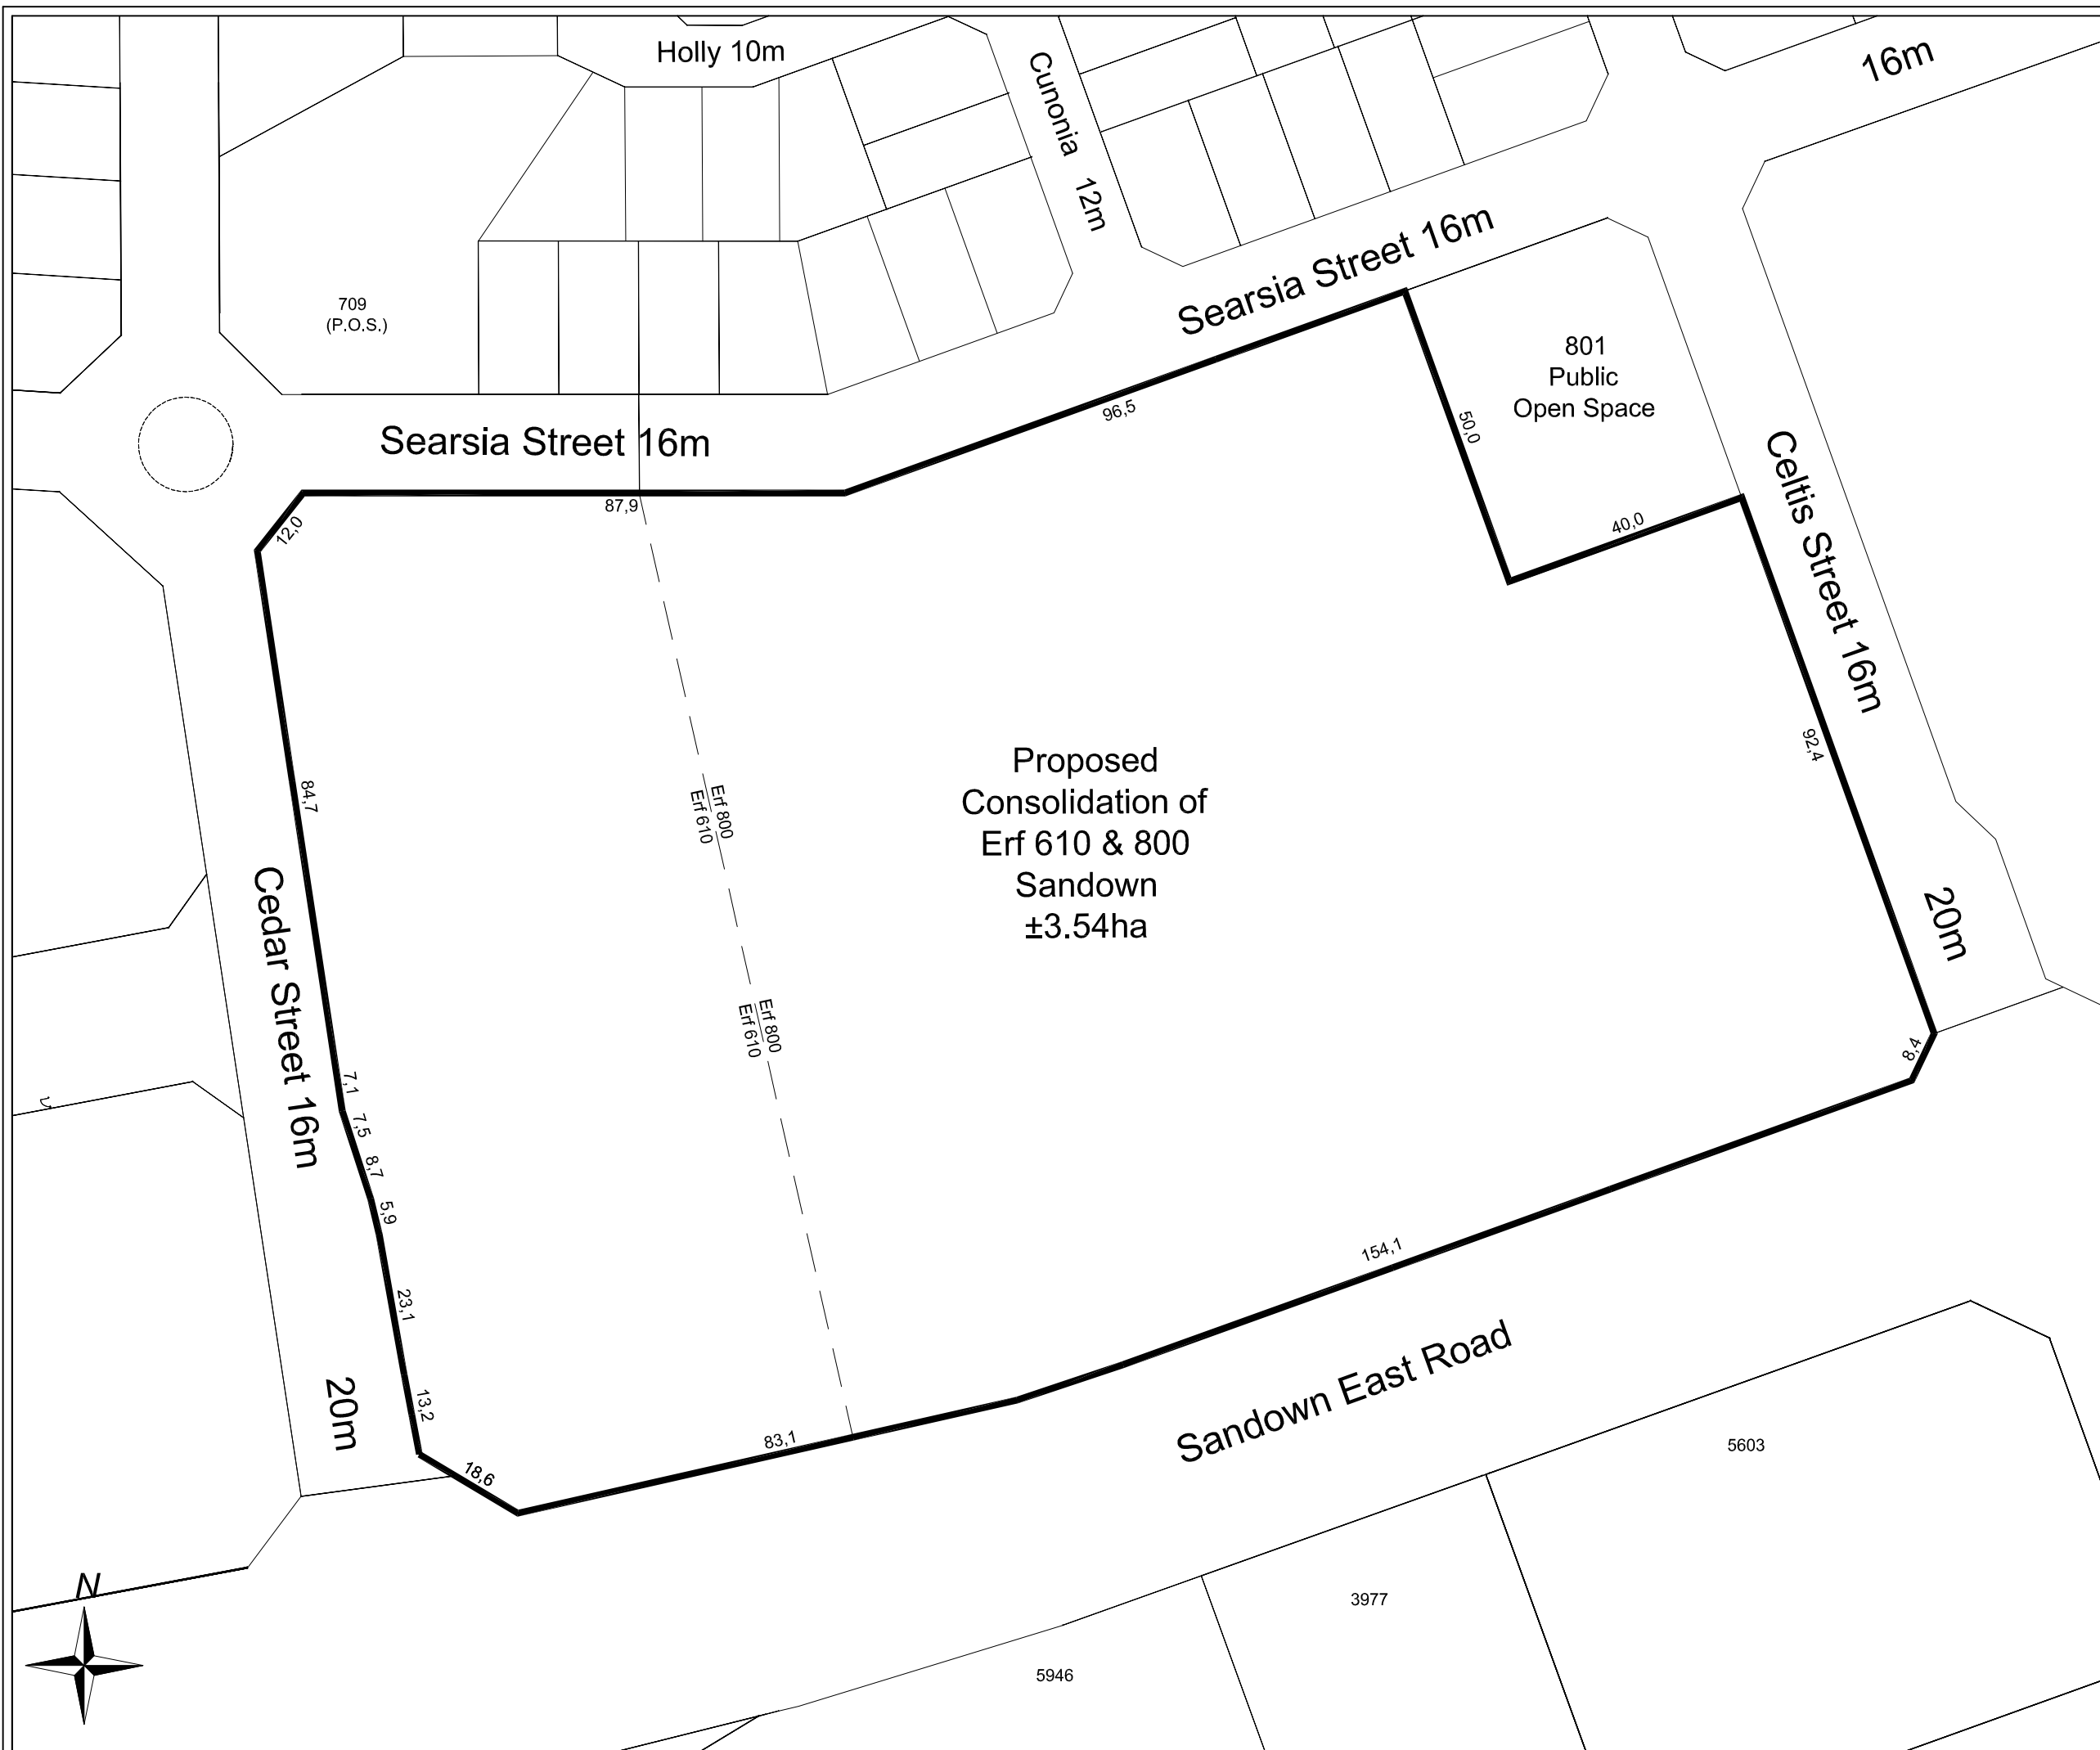 Holly 10m
16m
Cunonia 12m
Searsia Street 16m
709
(P.O.S.)
801
Public
Open Space
96,5
50,0
Searsia Street 16m
87,9
12,0
40,0
Celtis Street 16m
92,4
84,7
Proposed
Consolidation of
Erf 610 & 800
Sandown
±3.54ha
Erf 800
Erf 610
Cedar Street 16m
20m
Erf 800
Erf 610
8,4
7,1
7,5
8,7
5,9
23,1
154,1
13,2
20m
Sandown East Road
83,1
18,6
5603
N
3977
5946